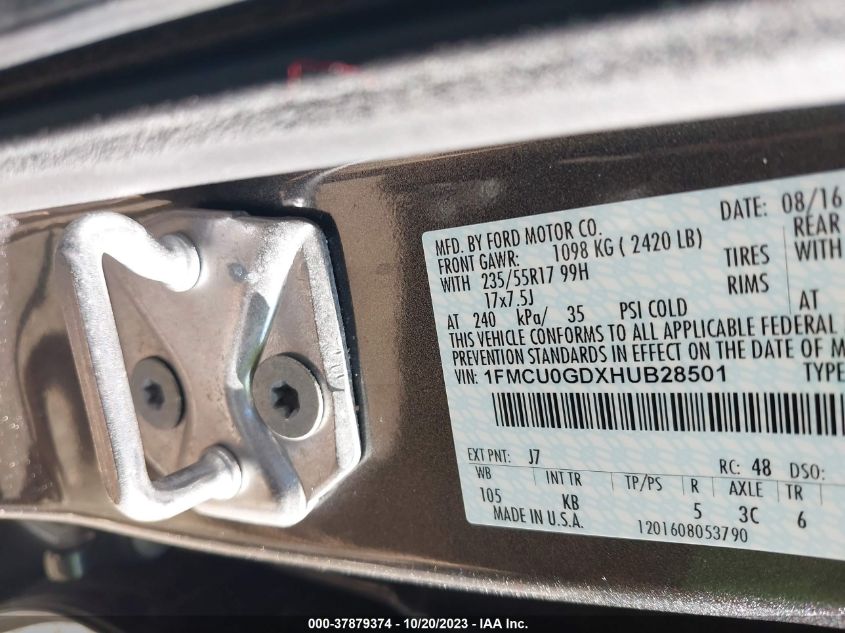 MFD. BY FORD MOTOR CO.
DATE: 08/16
FRONT GAWR: 1098 KG ( 2420 LB)
REAR
WITH 235/55R17 99H TIRES
WITH
17x7.5J RIMS
AT 240 kPa/ 35 PSI COLD
AT
THIS VEHICLE CONFORMS TO ALL APPLICABLE FEDERAL
PREVENTION STANDARDS IN EFFECT ON THE DATE OF M
VIN: 1FMCU0GDXHUB28501
TYPE
EXT PNT: J7
RC: 48 DSO:
WB INT TR TP/PS R AXLE TR
105 KB 5 3C 6
MADE IN U.S.A.
1201608053790
000-37879374 | 10/20/2023 | IAA Inc.